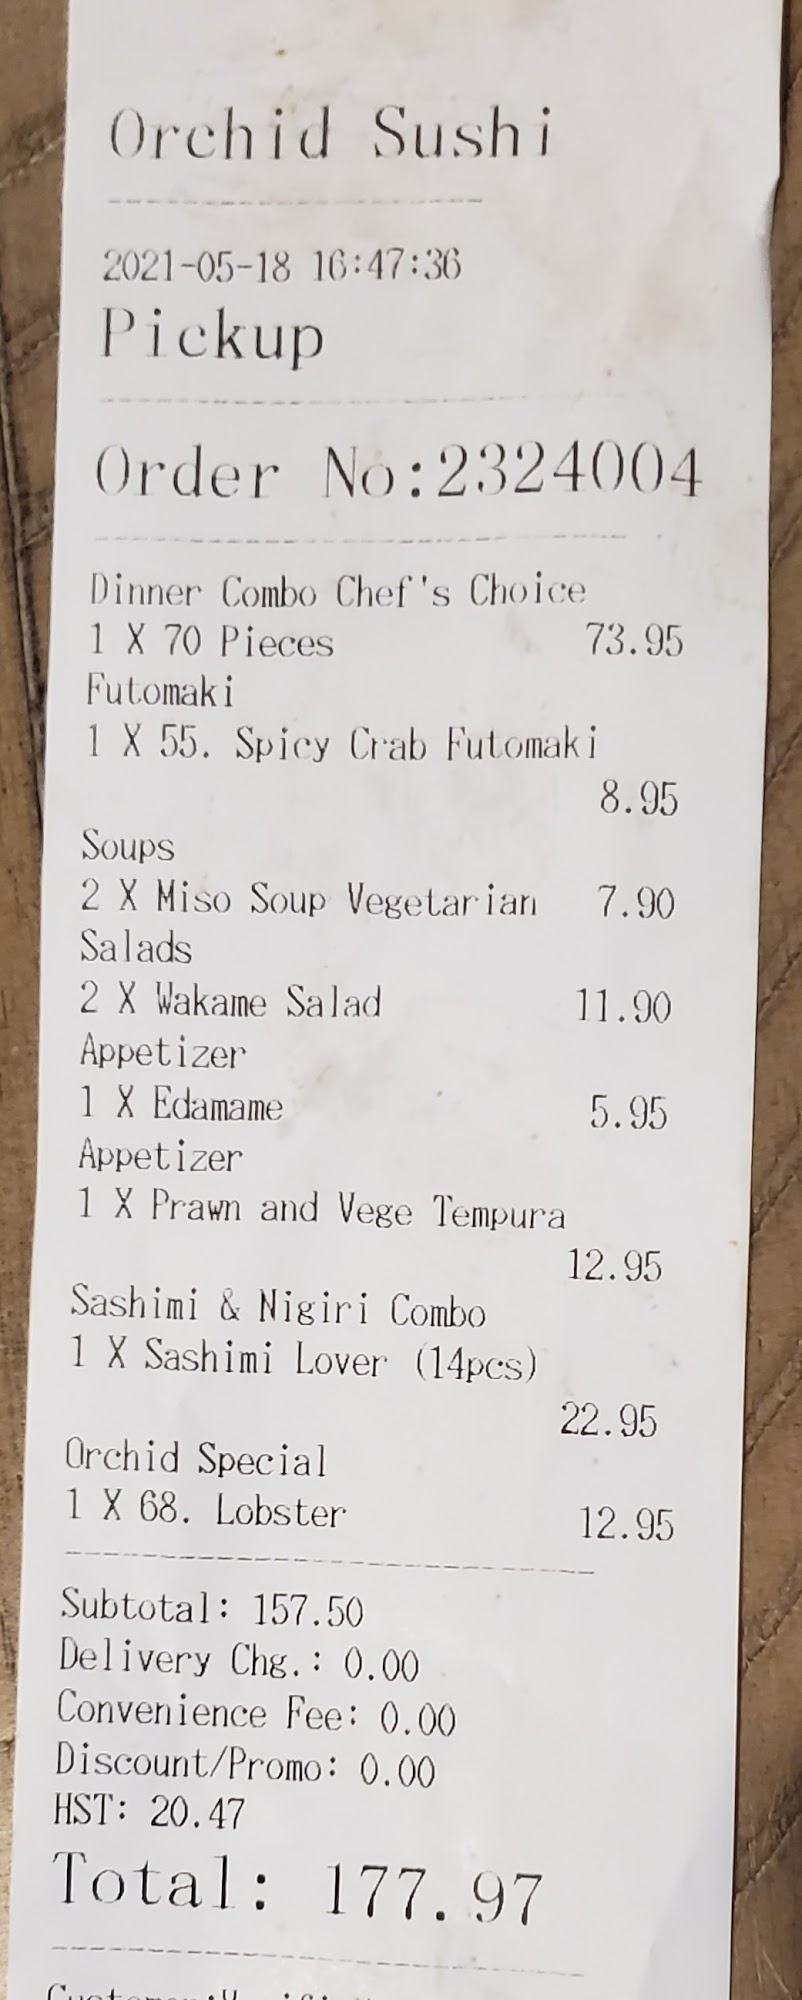 Orchid Sushi
2021-05-18 16:47:36
Pickup
Order No:2324004
Dinner Combo Chef's Choice
1 X 70 Pieces 73.95
Futomaki
1 X 55. Spicy Crab Futomaki
8.95
Soups
2 X Miso Soup Vegetarian 7.90
Salads
2 X Wakame Salad 11.90
Appetizer
1 X Edamame 5.95
Appetizer
1 X Prawn and Vege Tempura
12.95
Sashimi & Nigiri Combo
1 X Sashimi Lover (14pcs)
22.95
Orchid Special
1 X 68. Lobster 12.95
Subtotal: 157.50
Delivery Chg.: 0.00
Convenience Fee: 0.00
Discount/Promo: 0.00
HST: 20.47
Total: 177.97